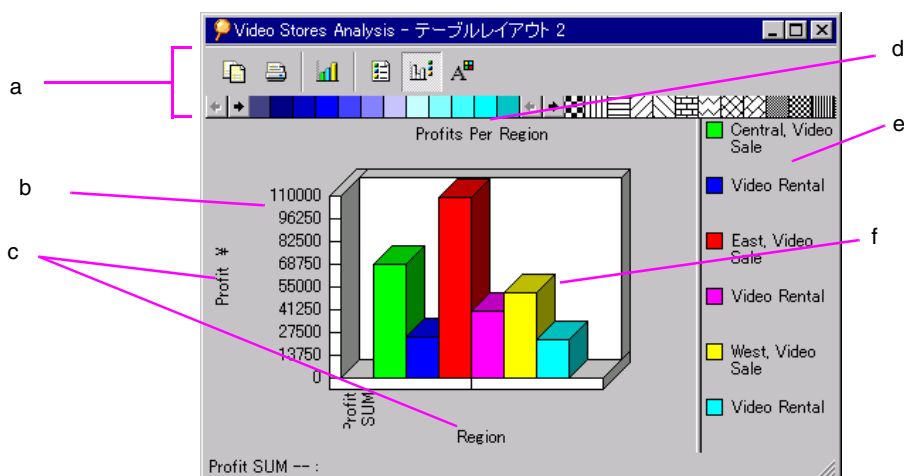 Video Stores Analysis - テーブルレイアウト 2
a
d
Profits Per Region
Central, Video
Sale
e
b
110000
96250
82500
68750
55000
41250
27500
13750
0
Video Rental
c
Profit ¥
East, Video
Sale
f
Video Rental
West, Video
Sale
Video Rental
Profit
SUM
Region
Profit SUM -- :